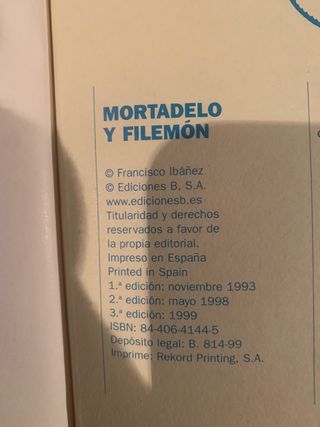 MORTADELO
Y FILEMÓN
© Francisco Ibáñez
© Ediciones B, S.A.
www.edicionesb.es
Titularidad y derechos
reservados a favor de
la propia editorial.
Impreso en España
Printed in Spain
1.ª edición: noviembre 1993
2.ª edición: mayo 1998
3.ª edición: 1999
ISBN: 84-406-4144-5
Depósito legal: B. 814-99
Imprime: Rekord Printing, S.A.